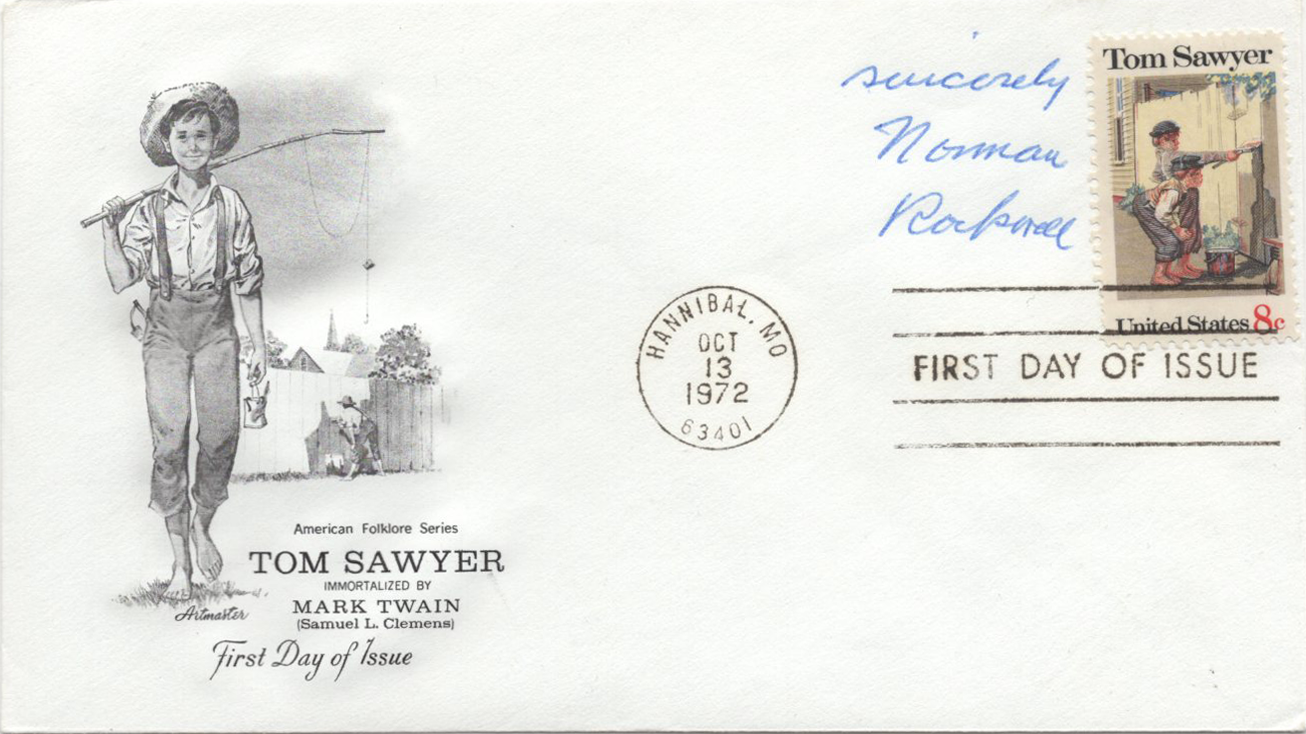 sincerely
Norman
Rockwell
Tom Sawyer
United States 8c
HANNIBAL, MO
OCT
13
1972
63401
FIRST DAY OF ISSUE
American Folklore Series
TOM SAWYER
IMMORTALIZED BY
MARK TWAIN
(Samuel L. Clemens)
Artmaster
First Day of Issue